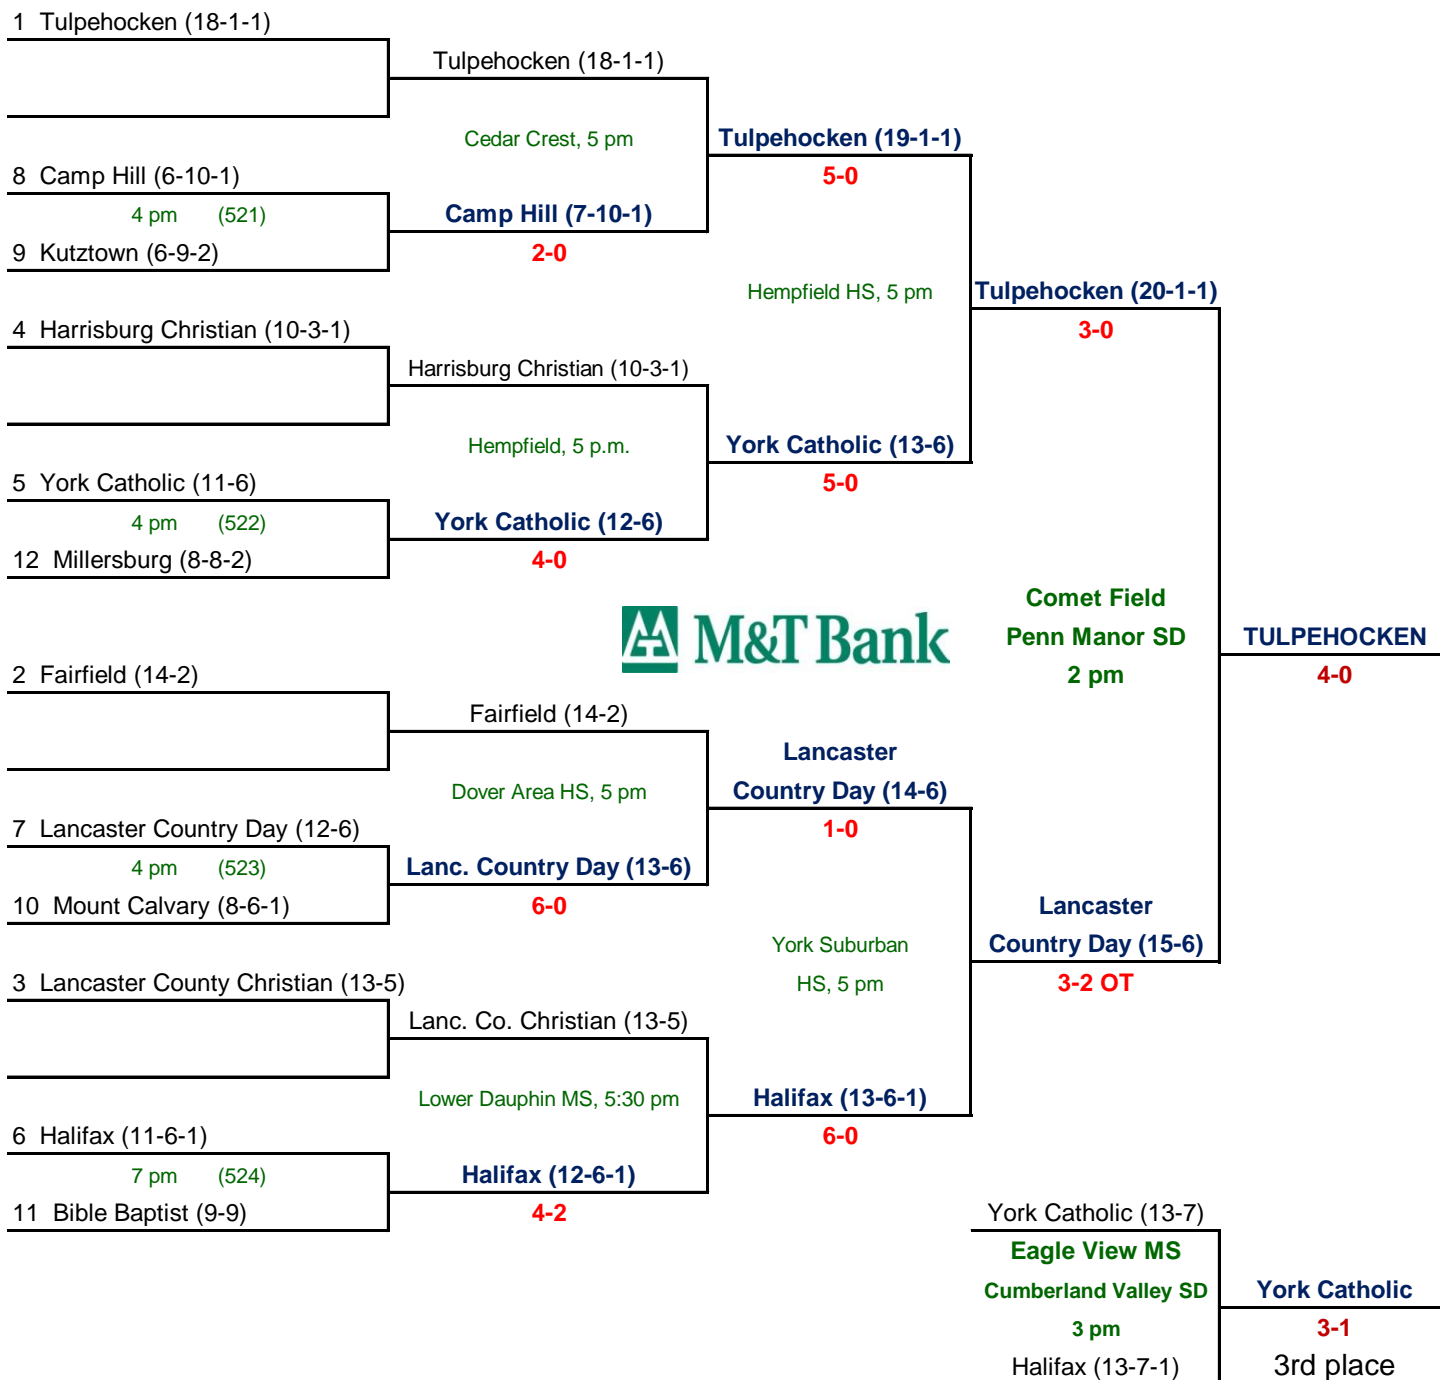 1 Tulpehocken (18-1-1)
Tulpehocken (18-1-1)
Cedar Crest, 5 pm
Tulpehocken (19-1-1)
5-0
8 Camp Hill (6-10-1)
4 pm (521)
Camp Hill (7-10-1)
9 Kutztown (6-9-2)
2-0
Hempfield HS, 5 pm
Tulpehocken (20-1-1)
3-0
4 Harrisburg Christian (10-3-1)
Harrisburg Christian (10-3-1)
Hempfield, 5 p.m.
York Catholic (13-6)
5-0
5 York Catholic (11-6)
4 pm (522)
York Catholic (12-6)
12 Millersburg (8-8-2)
4-0
M&T Bank
Comet Field
Penn Manor SD
2 pm
TULPEHOCKEN
4-0
2 Fairfield (14-2)
Fairfield (14-2)
Dover Area HS, 5 pm
Lancaster
Country Day (14-6)
1-0
7 Lancaster Country Day (12-6)
4 pm (523)
Lanc. Country Day (13-6)
10 Mount Calvary (8-6-1)
6-0
York Suburban
HS, 5 pm
Lancaster
Country Day (15-6)
3-2 OT
3 Lancaster County Christian (13-5)
Lanc. Co. Christian (13-5)
Lower Dauphin MS, 5:30 pm
Halifax (13-6-1)
6-0
6 Halifax (11-6-1)
7 pm (524)
Halifax (12-6-1)
11 Bible Baptist (9-9)
4-2
York Catholic (13-7)
Eagle View MS
Cumberland Valley SD
3 pm
Halifax (13-7-1)
York Catholic
3-1
3rd place